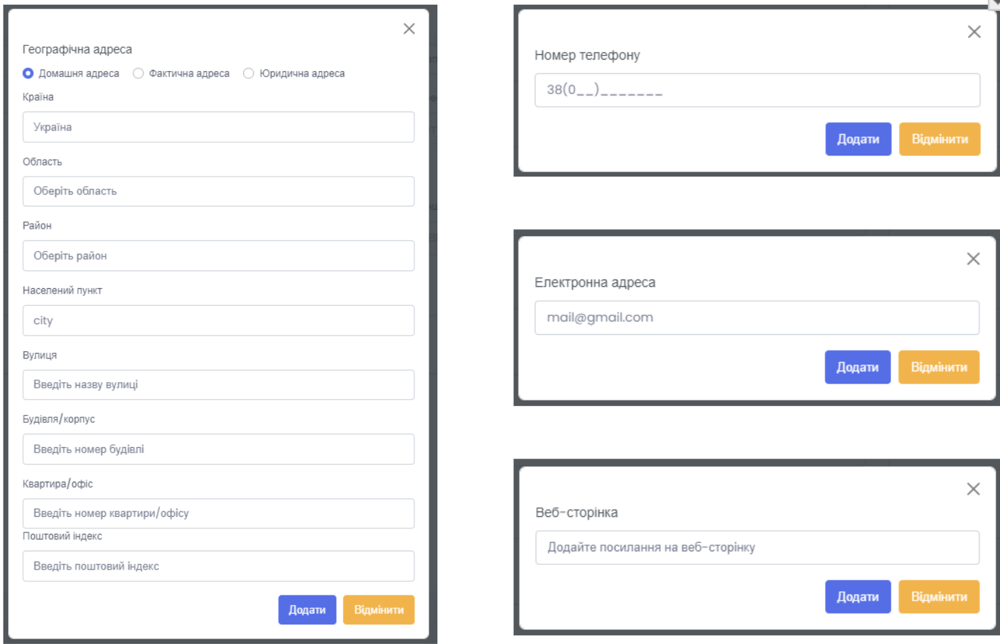 Географічна адреса
Домашня адреса Фактична адреса Юридична адреса
Країна
Україна
Область
Оберіть область
Район
Оберіть район
Населений пункт
city
Вулиця
Введіть назву вулиці
Будівля/корпус
Введіть номер будівлі
Квартира/офіс
Введіть номер квартири/офісу
Поштовий індекс
Введіть поштовий індекс
Додати Відмінити
Номер телефону
38(0__)_______
Додати Відмінити
Електронна адреса
mail@gmail.com
Додати Відмінити
Веб-сторінка
Додайте посилання на веб-сторінку
Додати Відмінити